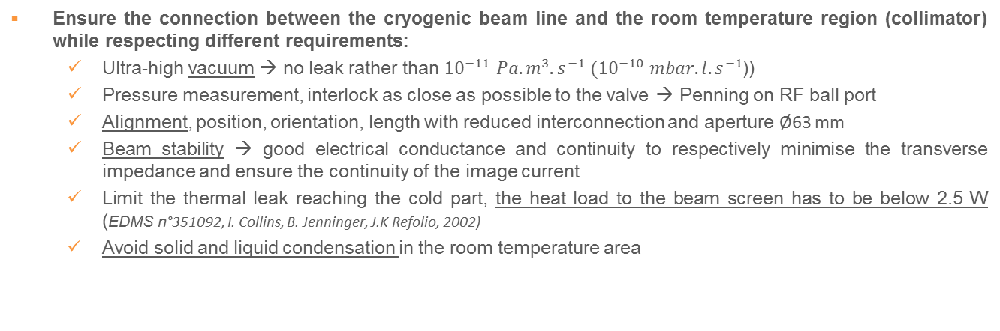 ▪ Ensure the connection between the cryogenic beam line and the room temperature region (collimator)
while respecting different requirements:
✓ Ultra-high vacuum → no leak rather than 10⁻¹¹ Pa.m³.s⁻¹ (10⁻¹⁰ mbar.l.s⁻¹))
✓ Pressure measurement, interlock as close as possible to the valve → Penning on RF ball port
✓ Alignment, position, orientation, length with reduced interconnection and aperture Ø63 mm
✓ Beam stability → good electrical conductance and continuity to respectively minimise the transverse
impedance and ensure the continuity of the image current
✓ Limit the thermal leak reaching the cold part, the heat load to the beam screen has to be below 2.5 W
(EDMS n°351092, I. Collins, B. Jenninger, J.K Refolio, 2002)
✓ Avoid solid and liquid condensation in the room temperature area